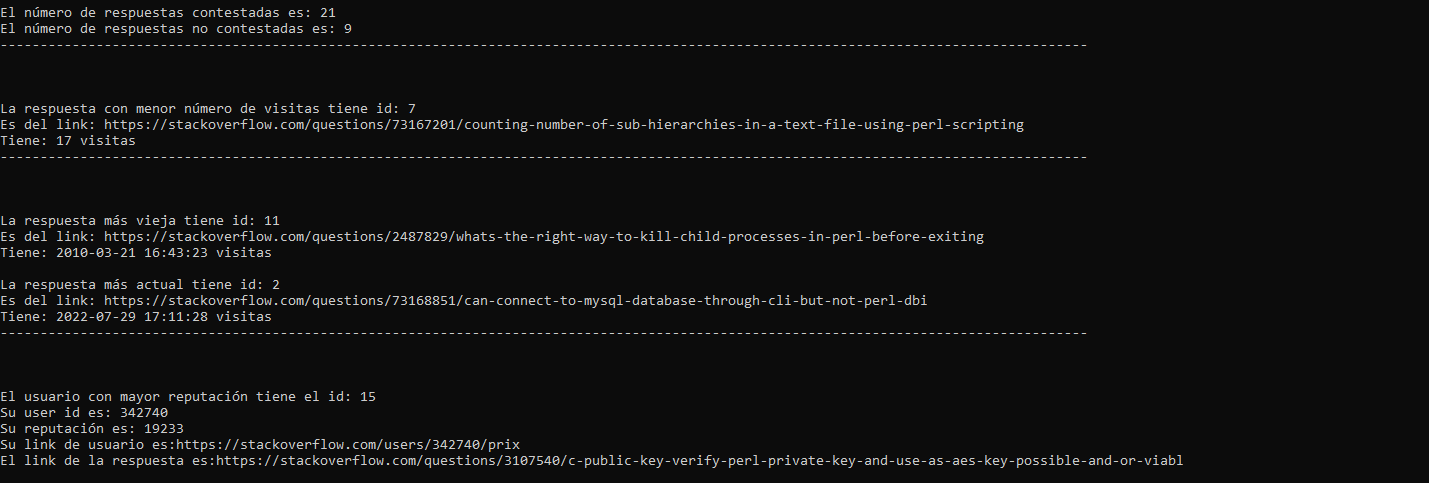 El número de respuestas contestadas es: 21
El número de respuestas no contestadas es: 9
----------------------------------------------------------------------------------------------------------------------------------------
La respuesta con menor número de visitas tiene id: 7
Es del link: https://stackoverflow.com/questions/73167201/counting-number-of-sub-hierarchies-in-a-text-file-using-perl-scripting
Tiene: 17 visitas
----------------------------------------------------------------------------------------------------------------------------------------
La respuesta más vieja tiene id: 11
Es del link: https://stackoverflow.com/questions/2487829/whats-the-right-way-to-kill-child-processes-in-perl-before-exiting
Tiene: 2010-03-21 16:43:23 visitas
La respuesta más actual tiene id: 2
Es del link: https://stackoverflow.com/questions/73168851/can-connect-to-mysql-database-through-cli-but-not-perl-dbi
Tiene: 2022-07-29 17:11:28 visitas
----------------------------------------------------------------------------------------------------------------------------------------
El usuario con mayor reputación tiene el id: 15
Su user id es: 342740
Su reputación es: 19233
Su link de usuario es:https://stackoverflow.com/users/342740/prix
El link de la respuesta es:https://stackoverflow.com/questions/3107540/c-public-key-verify-perl-private-key-and-use-as-aes-key-possible-and-or-viabl